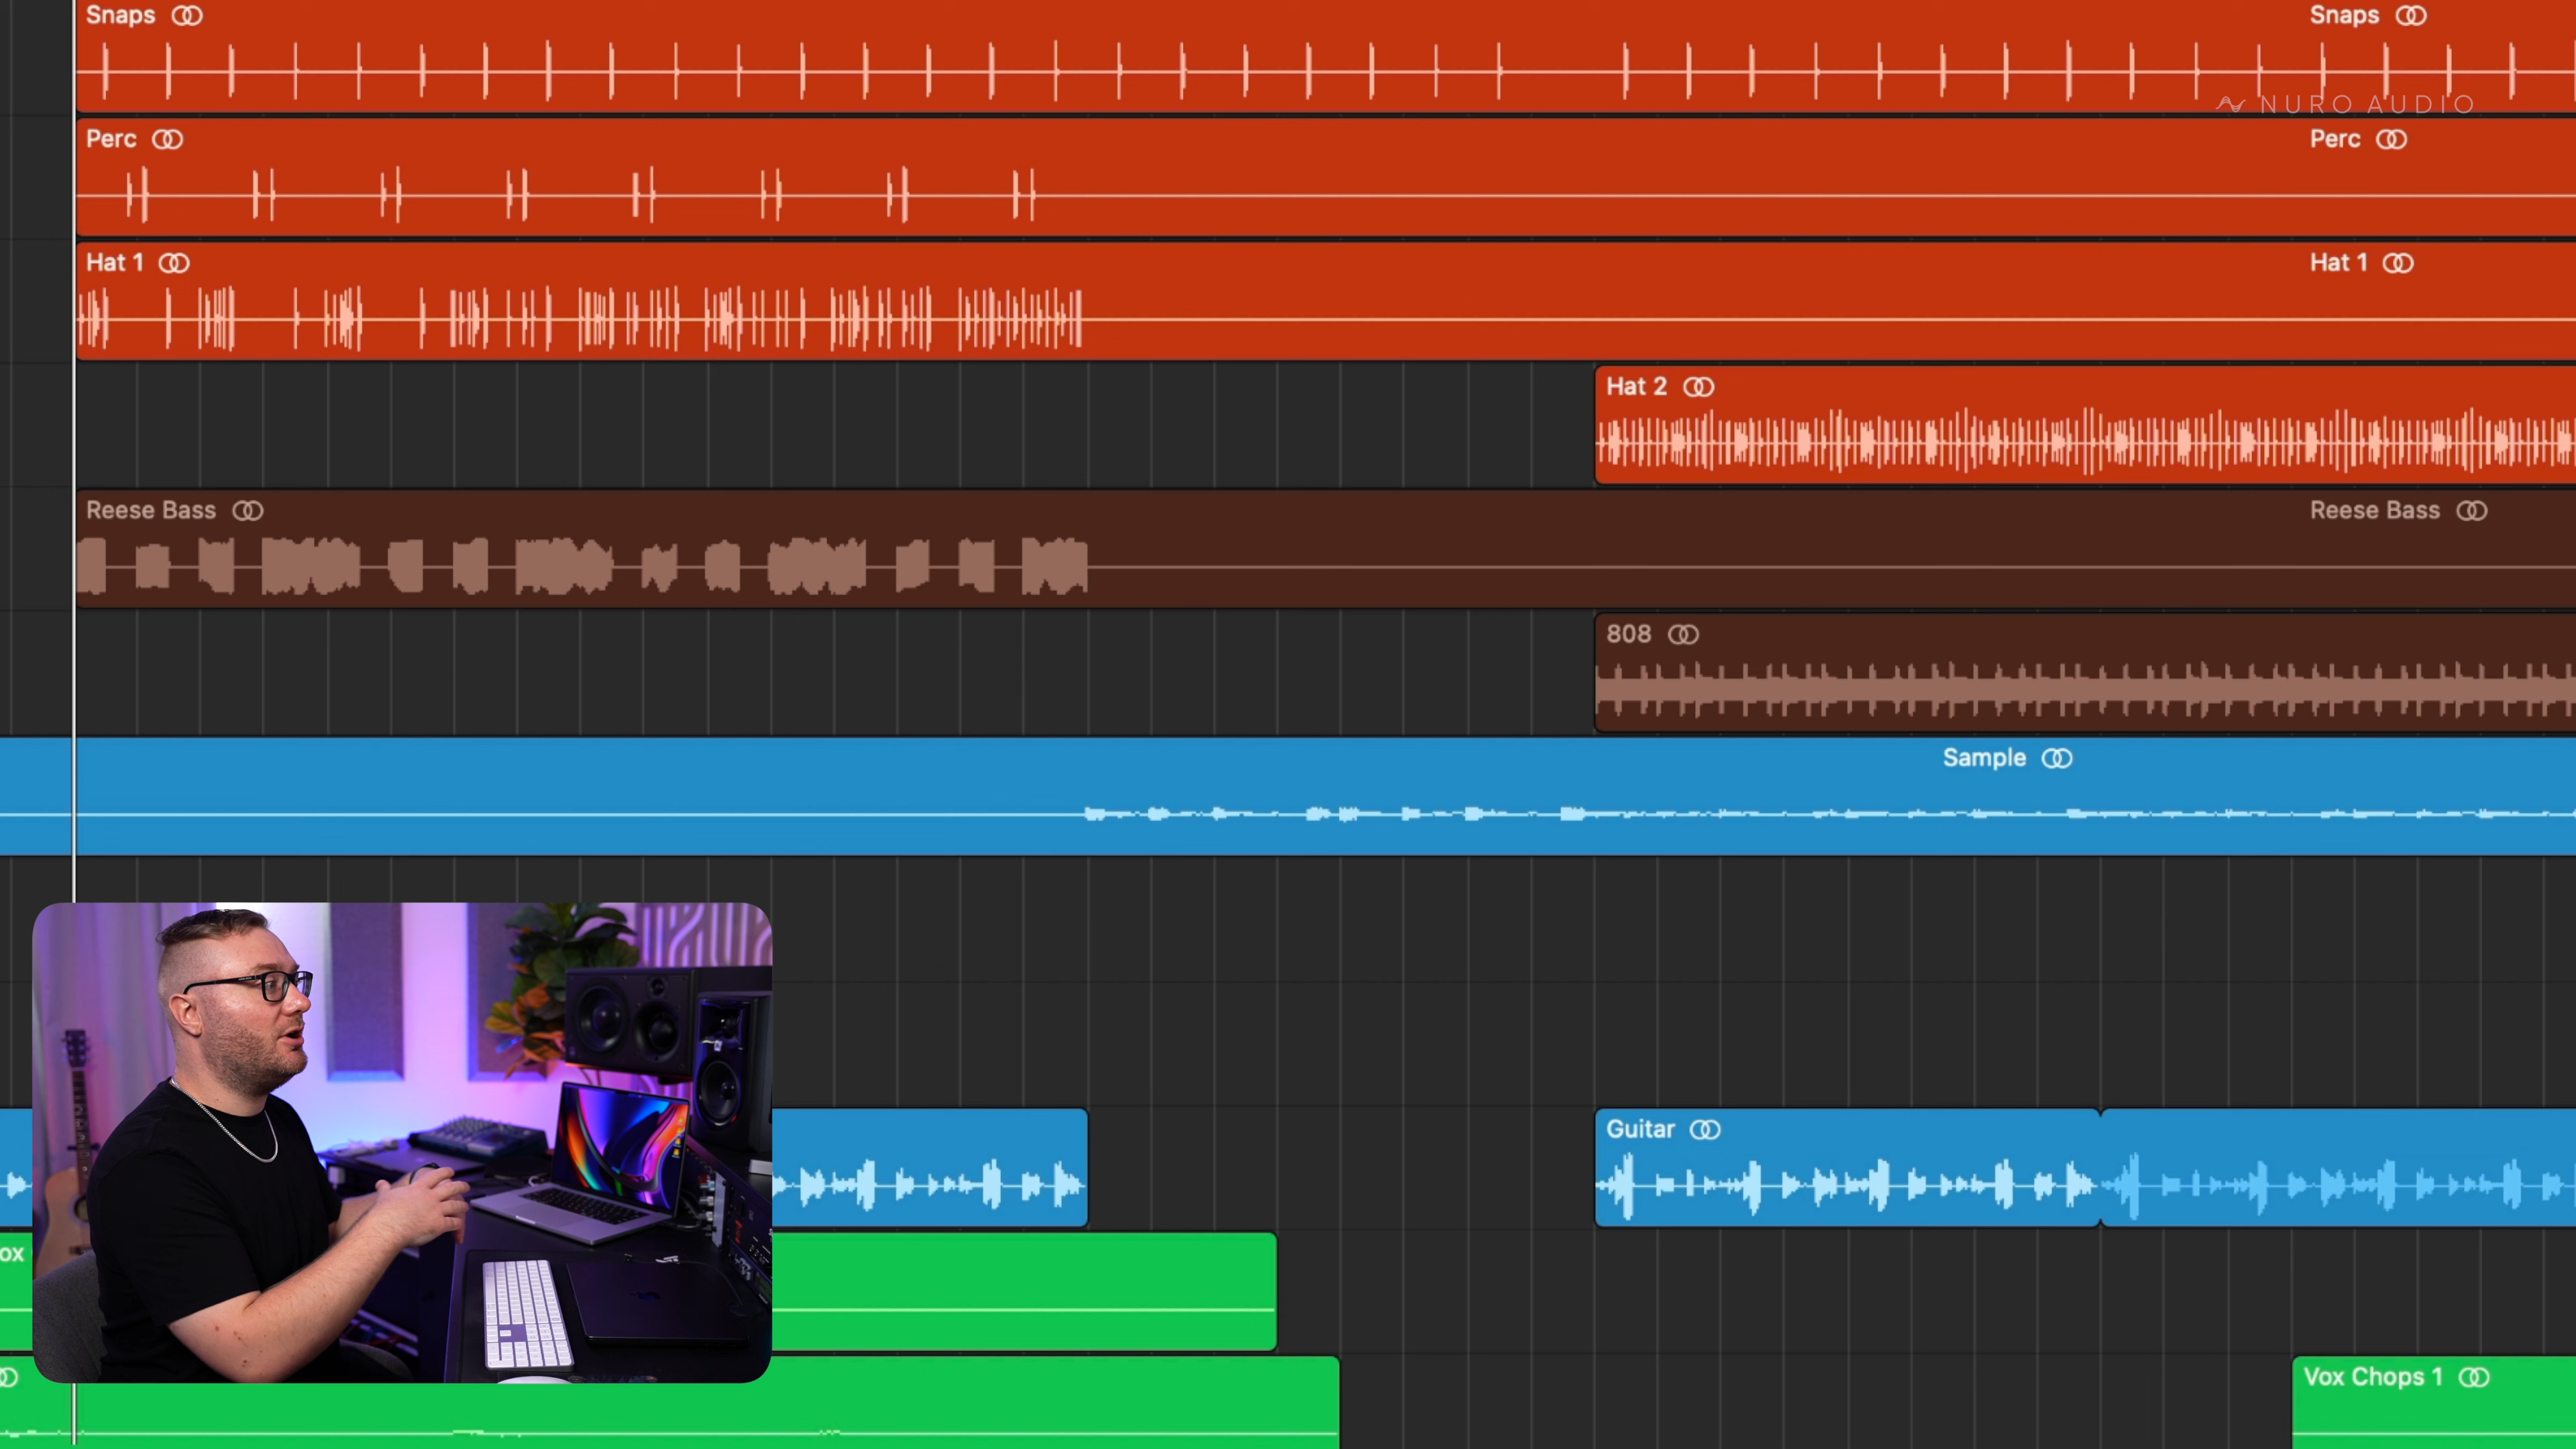 Snaps Snaps
NURO AUDIO
Perc Perc
Hat 1 Hat 1
Hat 2
Reese Bass Reese Bass
808
Sample
Guitar
ox
Vox Chops 1